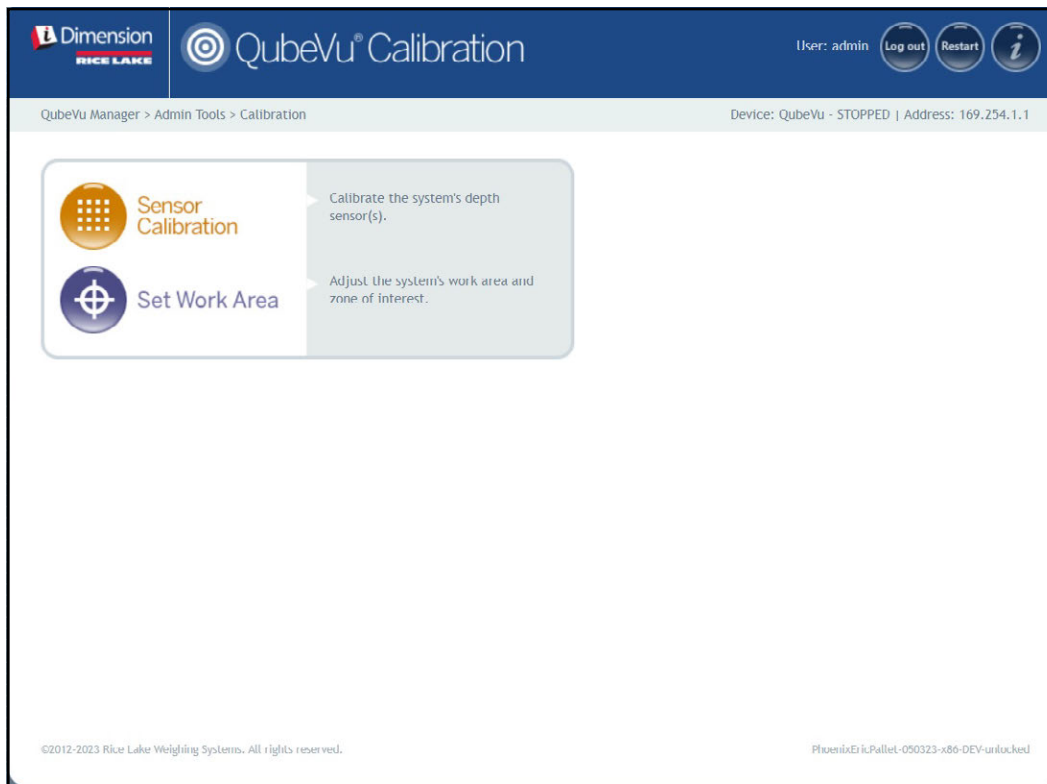 iDimension
RICE LAKE
QubeVu® Calibration
User: admin
Log out
Restart
i
QubeVu Manager > Admin Tools > Calibration
Device: QubeVu - STOPPED | Address: 169.254.1.1
Sensor
Calibration
Calibrate the system's depth
sensor(s).
Set Work Area
Adjust the system's work area and
zone of interest.
©2012-2023 Rice Lake Weighing Systems. All rights reserved.
PhoenixEricPallet-050323-x86-DEV-unlocked